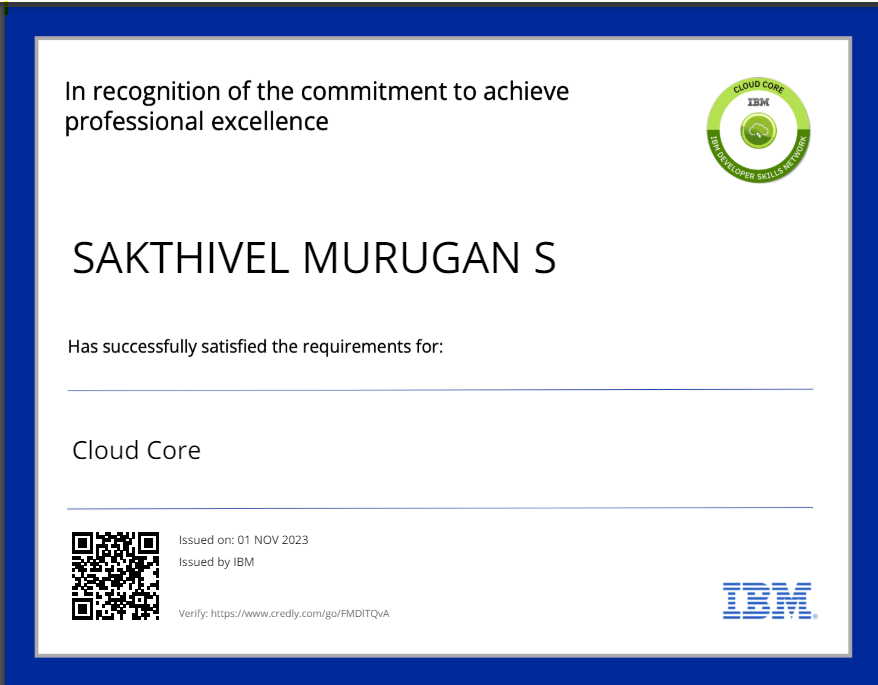 In recognition of the commitment to achieve
professional excellence
CLOUD CORE
IBM
IBM DEVELOPER SKILLS NETWORK
SAKTHIVEL MURUGAN S
Has successfully satisfied the requirements for:
Cloud Core
Issued on: 01 NOV 2023
Issued by IBM
Verify: https://www.credly.com/go/FMDlTQvA
IBM®